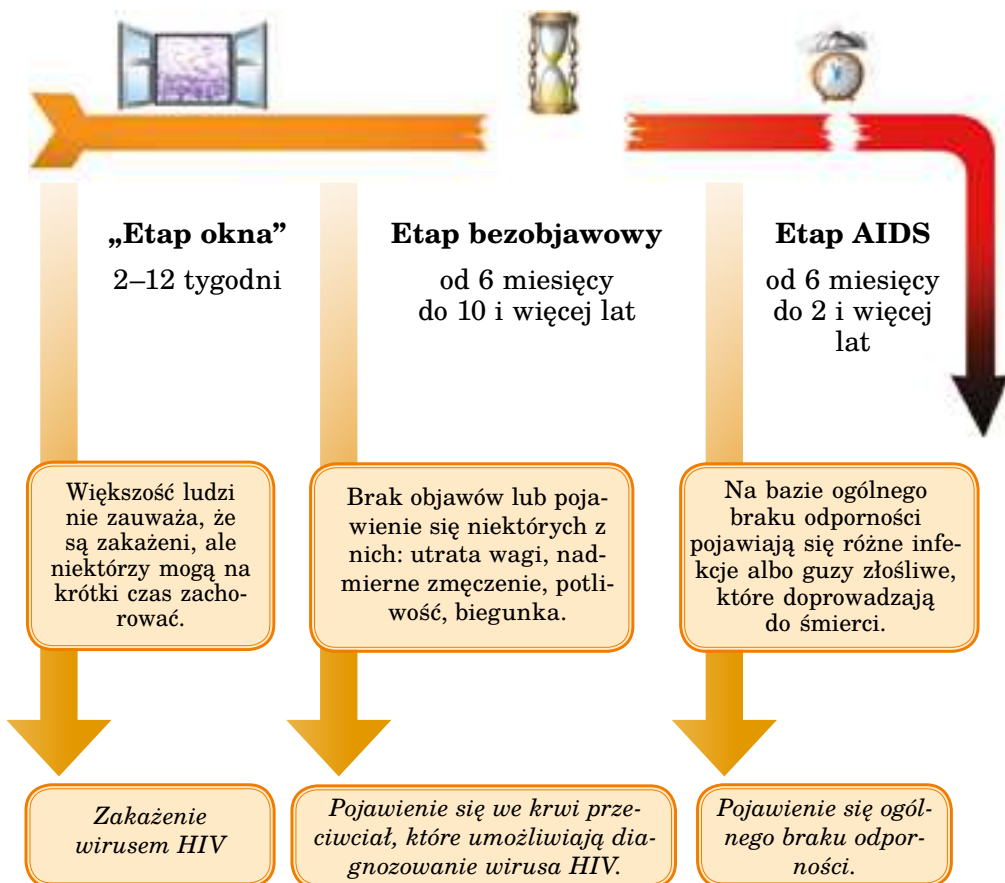 „Etap okna”
2–12 tygodni
Etap bezobjawowy
od 6 miesięcy
do 10 i więcej lat
Etap AIDS
od 6 miesięcy
do 2 i więcej
lat
Większość ludzi
nie zauważa, że
są zakażeni, ale
niektórzy mogą na
krótki czas zacho-
rować.
Brak objawów lub poja-
wienie się niektórych z
nich: utrata wagi, nad-
mierne zmęczenie, potli-
wość, biegunka.
Na bazie ogólnego
braku odporności
pojawiają się różne infe-
kcje albo guzy złośliwe,
które doprowadzają
do śmierci.
Zakażenie
wirusem HIV
Pojawienie się we krwi prze-
ciwciał, które umożliwiają dia-
gnozowanie wirusa HIV.
Pojawienie się ogól-
nego braku odpor-
ności.